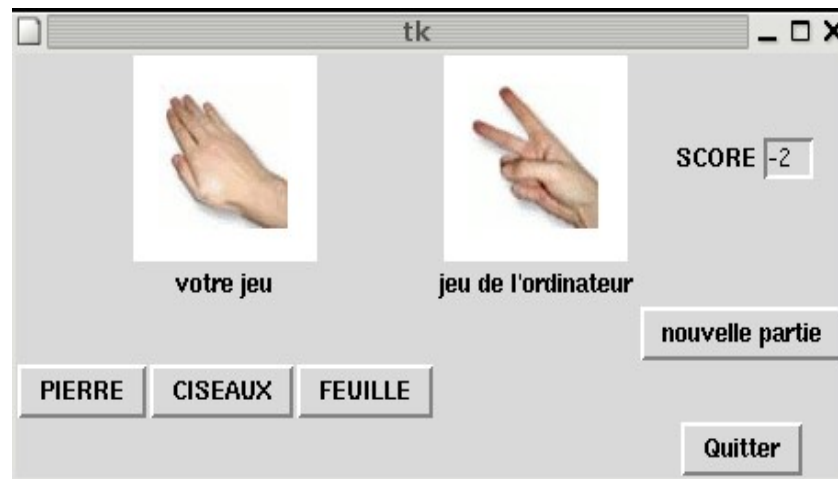 tk
SCORE -2
votre jeu
jeu de l'ordinateur
nouvelle partie
PIERRE CISEAUX FEUILLE
Quitter